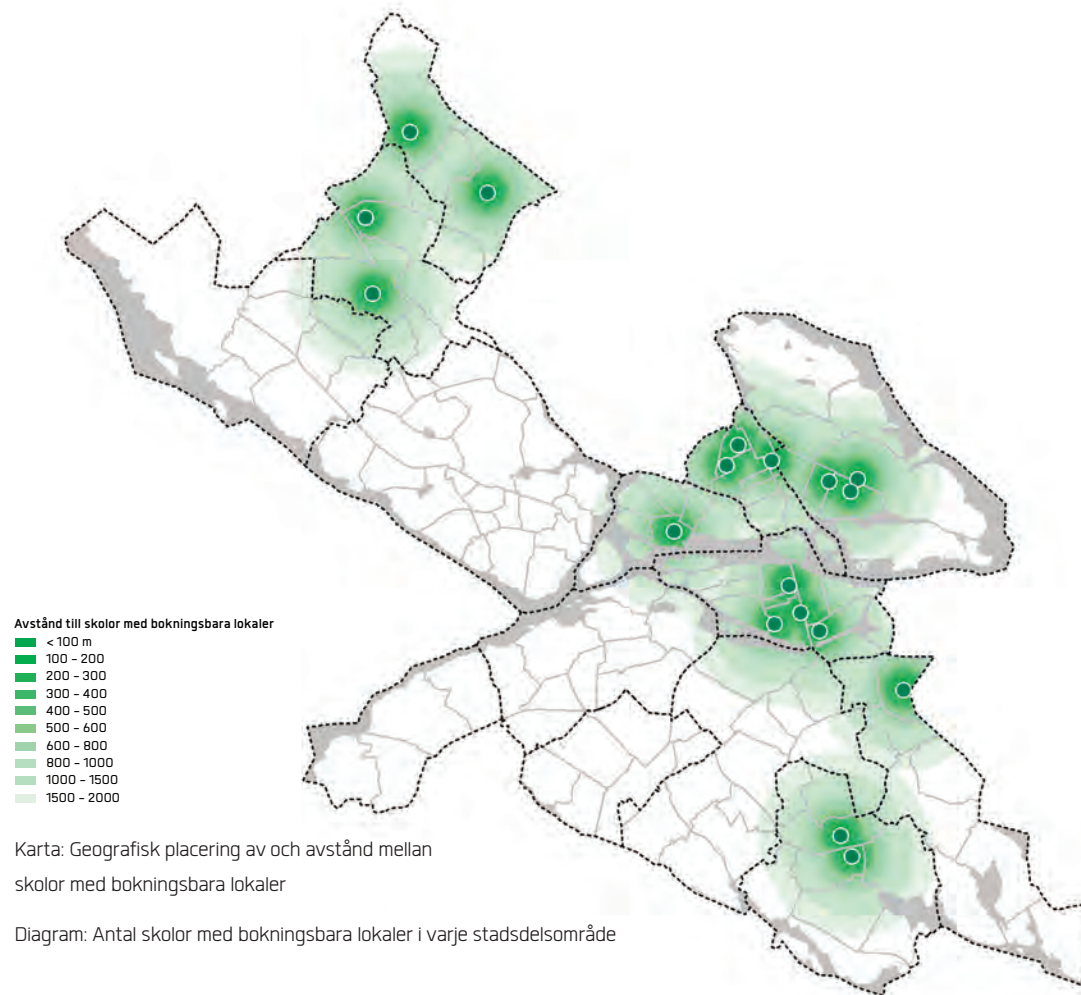 Avstånd till skolor med bokningsbara lokaler
< 100 m
100 – 200
200 – 300
300 – 400
400 – 500
500 – 600
600 – 800
800 – 1000
1000 – 1500
1500 – 2000
Karta: Geografisk placering av och avstånd mellan
skolor med bokningsbara lokaler
Diagram: Antal skolor med bokningsbara lokaler i varje stadsdelsområde